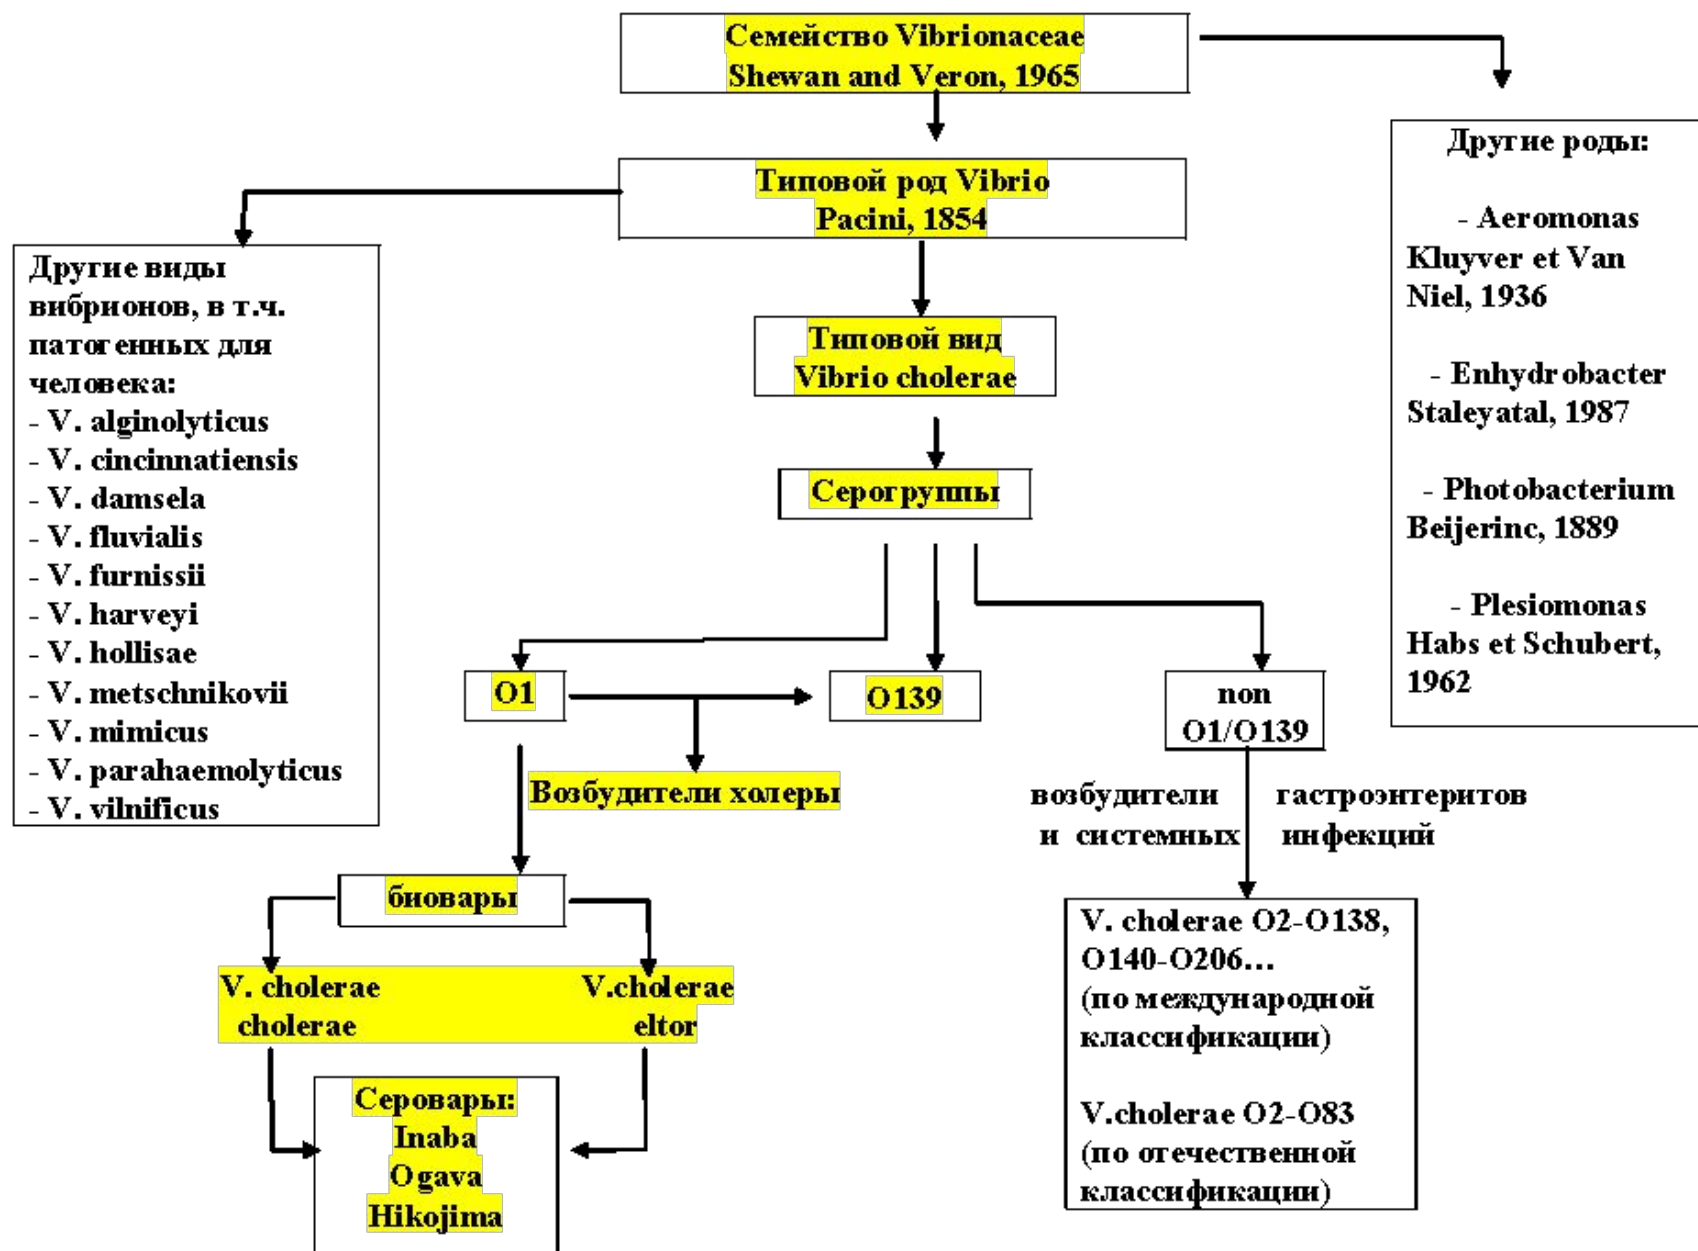 Семейство Vibrionaceae
Shewan and Veron, 1965
Типовой род Vibrio
Pacini, 1854
Другие роды:
- Aeromonas
Kluyver et Van
Niel, 1936
- Enhydrobacter
Staleyatal, 1987
- Photobacterium
Beijerinc, 1889
- Plesiomonas
Habs et Schubert,
1962
Другие виды
вибрионов, в т.ч.
патогенных для
человека:
- V. alginolyticus
- V. cincinnatiensis
- V. damsela
- V. fluvialis
- V. furnissii
- V. harveyi
- V. hollisae
- V. metschnikovii
- V. mimicus
- V. parahaemolyticus
- V. vilnificus
Типовой вид
Vibrio cholerae
Серогруппы
O1
O139
non
O1/O139
Возбудители холеры
возбудители гастроэнтеритов
и системных инфекций
биовары
V. cholerae
cholerae
V.cholerae
eltor
Серовары:
Inaba
Ogava
Hikojima
V. cholerae O2-O138,
O140-O206...
(по международной
классификации)
V.cholerae O2-O83
(по отечественной
классификации)